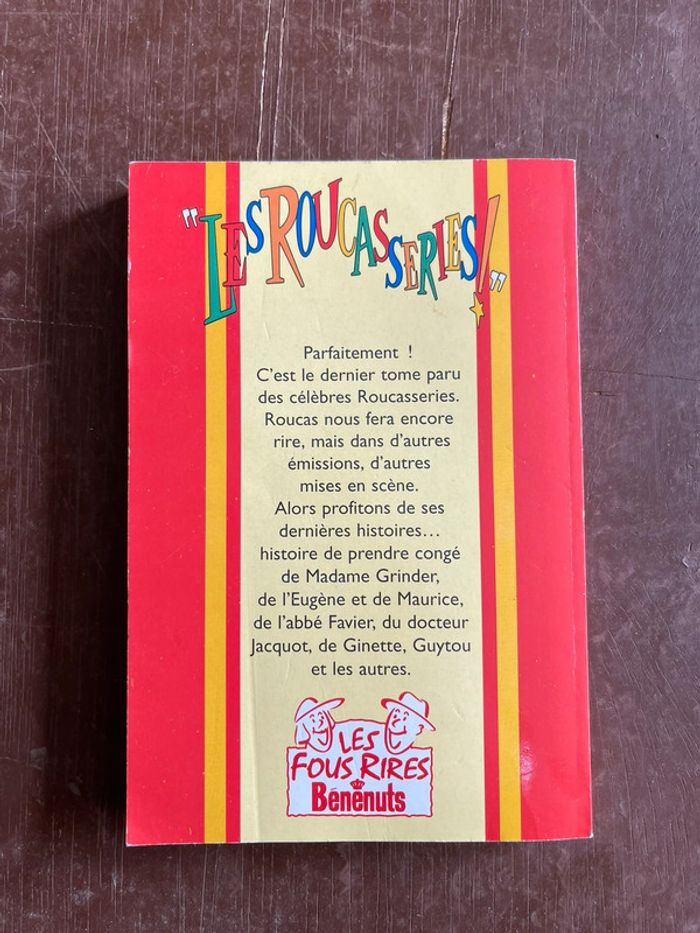 "LES ROUCASSERIES!"
Parfaitement !
C'est le dernier tome paru
des célèbres Roucasseries.
Roucas nous fera encore
rire, mais dans d'autres
émissions, d'autres
mises en scène.
Alors profitons de ses
dernières histoires...
histoire de prendre congé
de Madame Grinder,
de l'Eugène et de Maurice,
de l'abbé Favier, du docteur
Jacquot, de Ginette, Guytou
et les autres.
LES
FOUS RIRES
Bénénuts